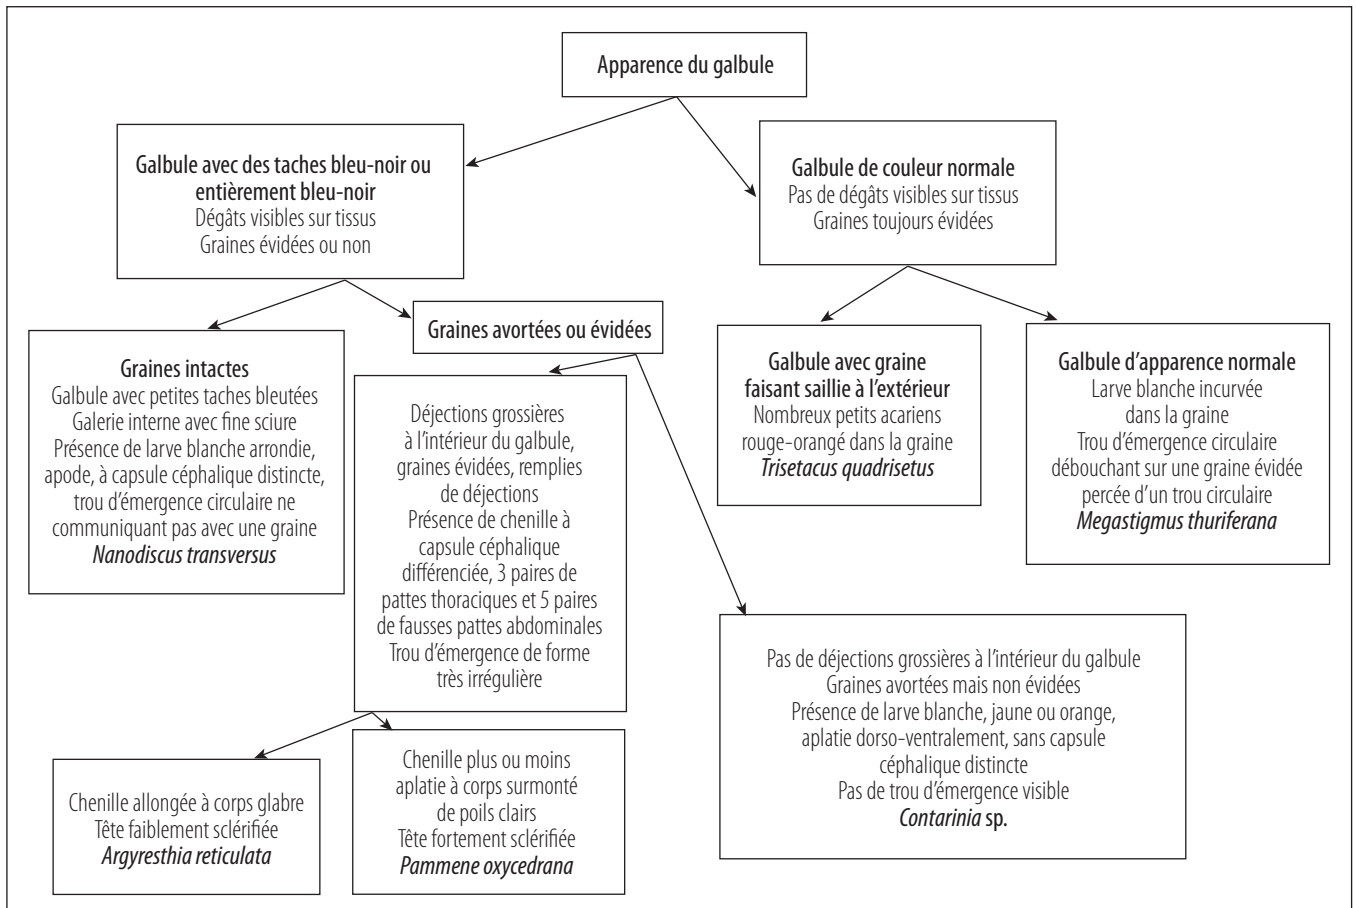 Apparence du galbule
Galbule avec des taches bleu-noir ou
entièrement bleu-noir
Dégâts visibles sur tissus
Graines évidées ou non
Galbule de couleur normale
Pas de dégâts visibles sur tissus
Graines toujours évidées
Graines intactes
Galbule avec petites taches bleutées
Galerie interne avec fine sciure
Présence de larve blanche arrondie,
apode, à capsule céphalique distincte,
trou d’émergence circulaire ne
communiquant pas avec une graine
Nanodiscus transversus
Graines avortées ou évidées
Galbule avec graine
faisant saillie à l’extérieur
Nombreux petits acariens
rouge-orangé dans la graine
Trisetacus quadrisetus
Galbule d’apparence normale
Larve blanche incurvée
dans la graine
Trou d’émergence circulaire
débouchant sur une graine évidée
percée d’un trou circulaire
Megastigmus thuriferana
Déjections grossières
à l’intérieur du galbule,
graines évidées, remplies
de déjections
Présence de chenille à
capsule céphalique
différenciée, 3 paires de
pattes thoraciques et 5 paires
de fausses pattes abdominales
Trou d’émergence de forme
très irrégulière
Pas de déjections grossières à l’intérieur du galbule
Graines avortées mais non évidées
Présence de larve blanche, jaune ou orange,
aplatie dorso-ventralement, sans capsule
céphalique distincte
Pas de trou d’émergence visible
Contarinia sp.
Chenille allongée à corps glabre
Tête faiblement sclérifiée
Argyresthia reticulata
Chenille plus ou moins
aplatie à corps surmonté
de poils clairs
Tête fortement sclérifiée
Pammene oxycedrana